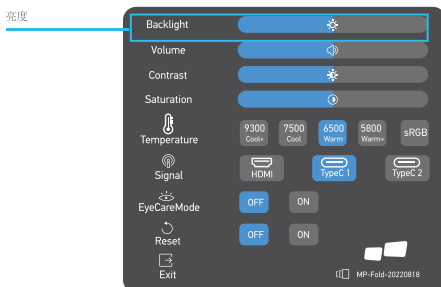 亮度
Backlight
Volume
Contrast
Saturation
Temperature
9300 Cool+
7500 Cool
6500 Warm
5800 Warm+
sRGB
Signal
HDMI
TypeC 1
TypeC 2
EyeCareMode
OFF
ON
Reset
OFF
ON
Exit
MP-Fold-20220818